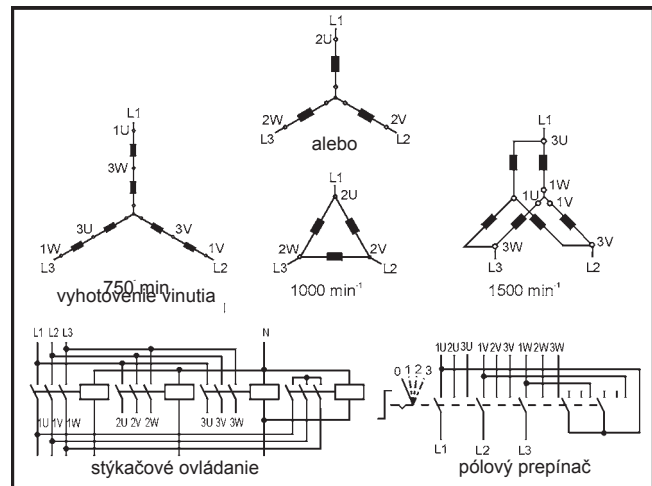 L1
2U
2W
2V
L3
L2
alebo
L1
1U
3W
3U
3V
1W
1V
L3
L2
750 min
vyhotovenie vinutia
L1
2U
2W
2V
L3
L2
1000 min⁻¹
L1
3U
1W
1U
1V
3W
3V
L3
L2
1500 min⁻¹
L1 L2 L3 N
1U 1V 1W 2U 2V 2W 3U 3V 3W
stýkačové ovládanie
1U 2U 3U 1V 2V 3V 1W 2W 3W
0 1 2 3
L1 L2 L3
pólový prepínač